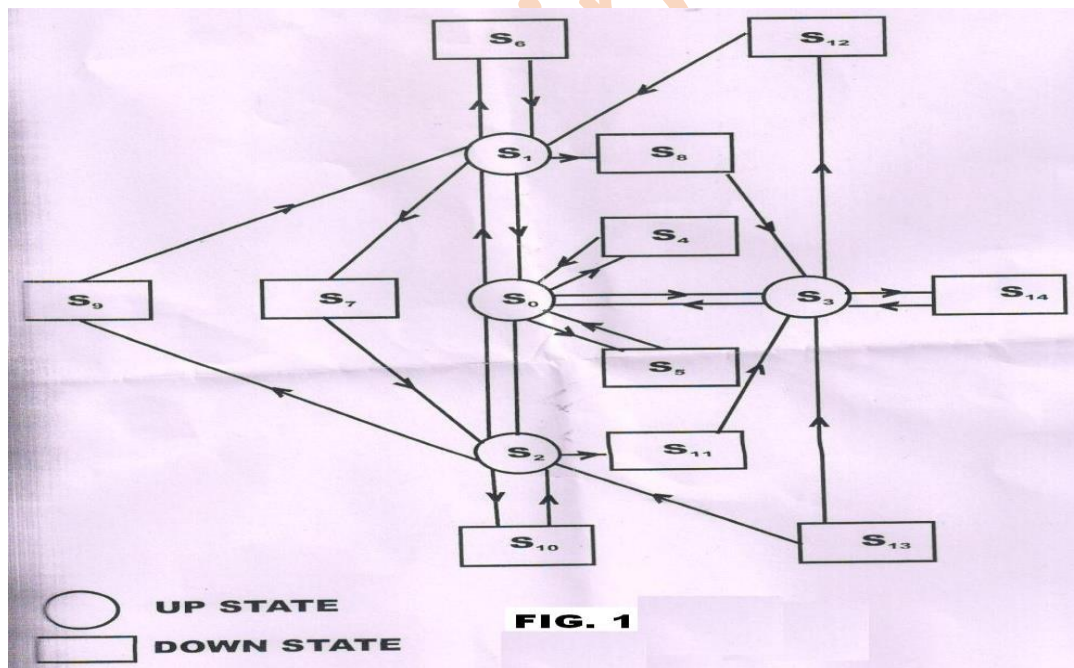 S₆
S₁₂
S₁
S₈
S₄
S₉
S₇
S₀
S₃
S₁₄
S₅
S₂
S₁₁
S₁₀
S₁₃
UP STATE
FIG. 1
DOWN STATE